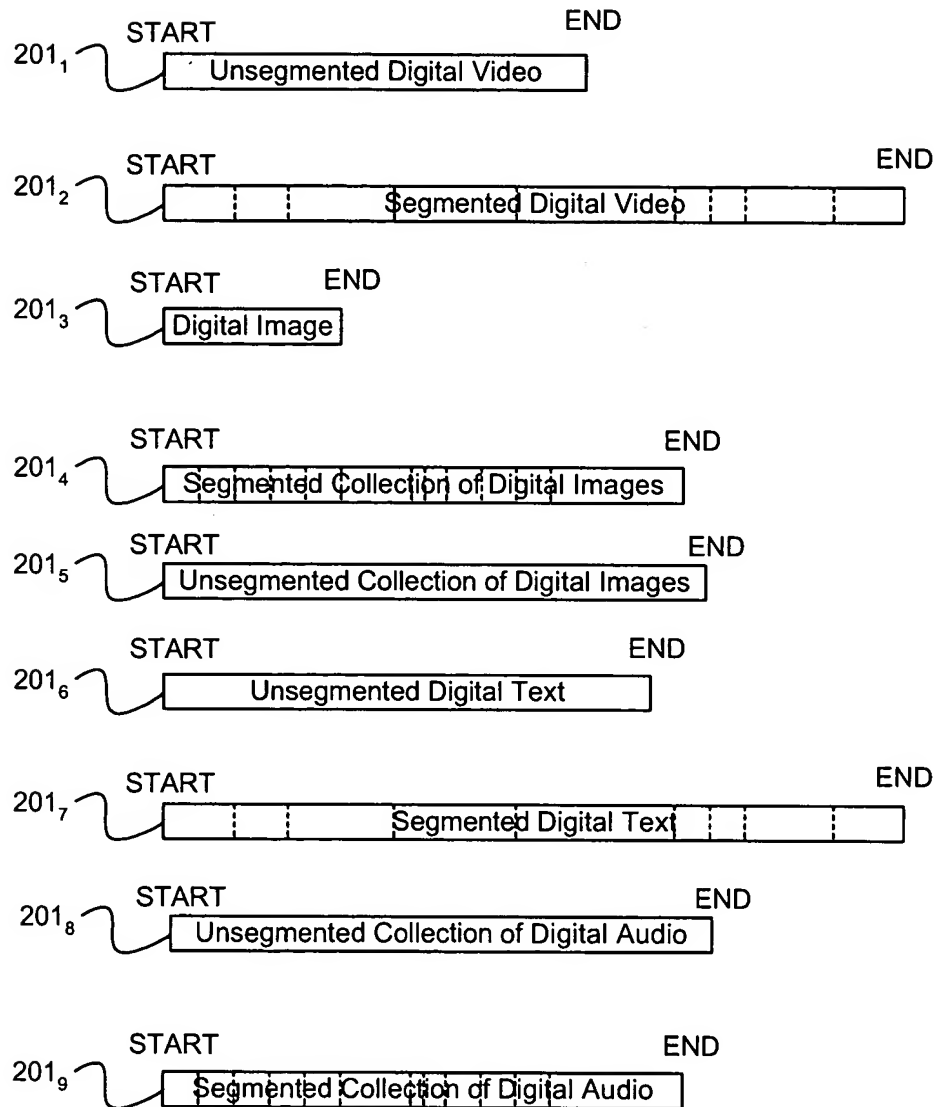 START END
201₁ Unsegmented Digital Video
START END
201₂ Segmented Digital Video
START END
201₃ Digital Image
START END
201₄ Segmented Collection of Digital Images
START END
201₅ Unsegmented Collection of Digital Images
START END
201₆ Unsegmented Digital Text
START END
201₇ Segmented Digital Text
START END
201₈ Unsegmented Collection of Digital Audio
START END
201₉ Segmented Collection of Digital Audio